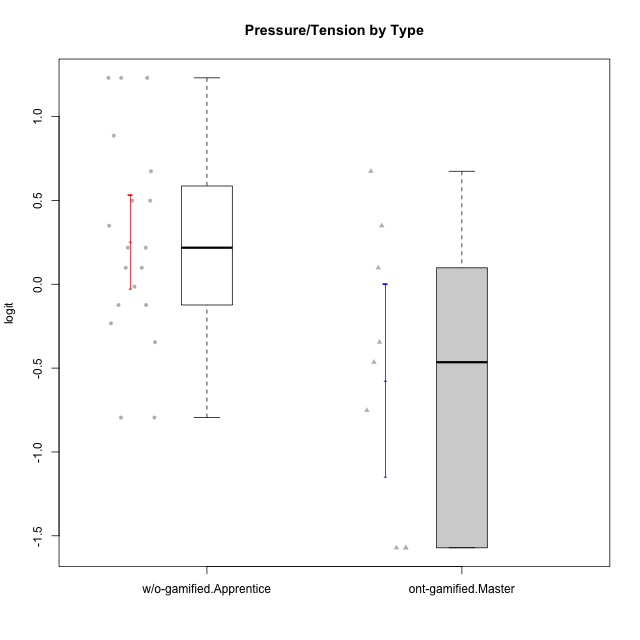 Pressure/Tension by Type
logit
1.0
0.5
0.0
-0.5
-1.0
-1.5
w/o-gamified.Apprentice
ont-gamified.Master